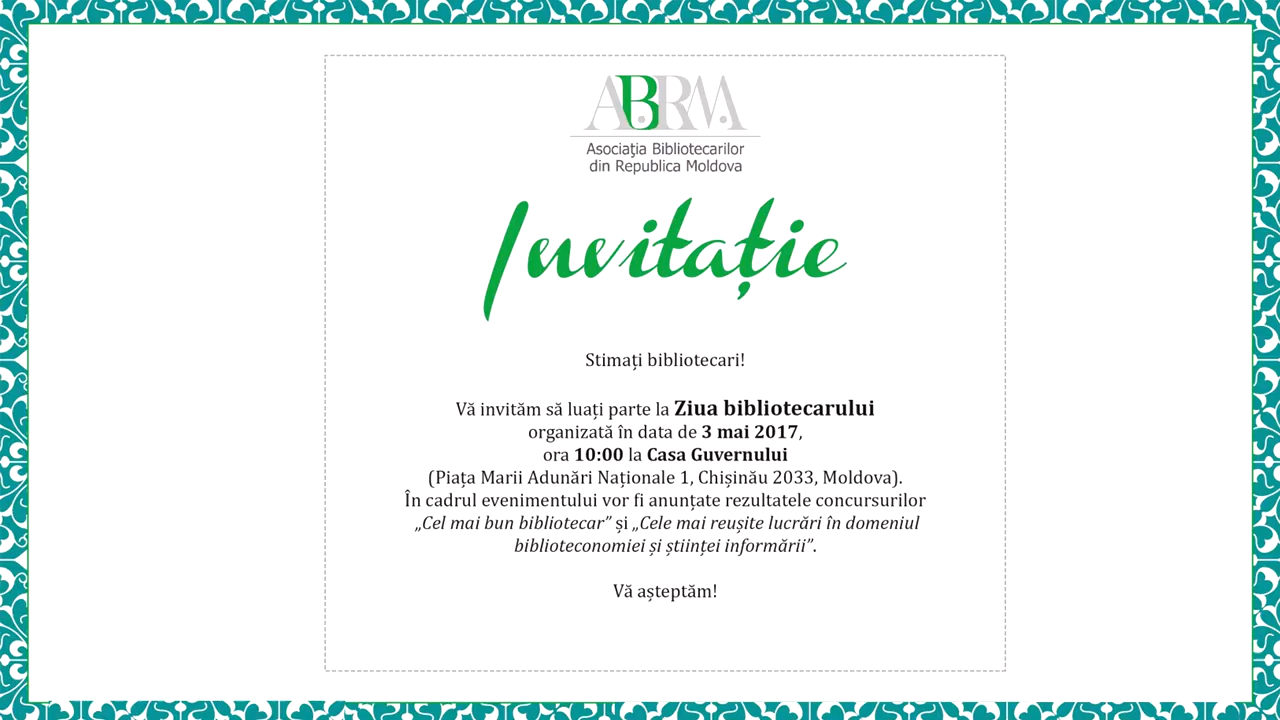 ABRM
Asociaţia Bibliotecarilor
din Republica Moldova
Invitație
Stimați bibliotecari!
Vă invităm să luați parte la Ziua bibliotecarului
organizată în data de 3 mai 2017,
ora 10:00 la Casa Guvernului
(Piața Marii Adunări Naționale 1, Chișinău 2033, Moldova).
În cadrul evenimentului vor fi anunțate rezultatele concursurilor
„Cel mai bun bibliotecar” și „Cele mai reușite lucrări în domeniul
biblioteconomiei și științei informării”.
Vă așteptăm!